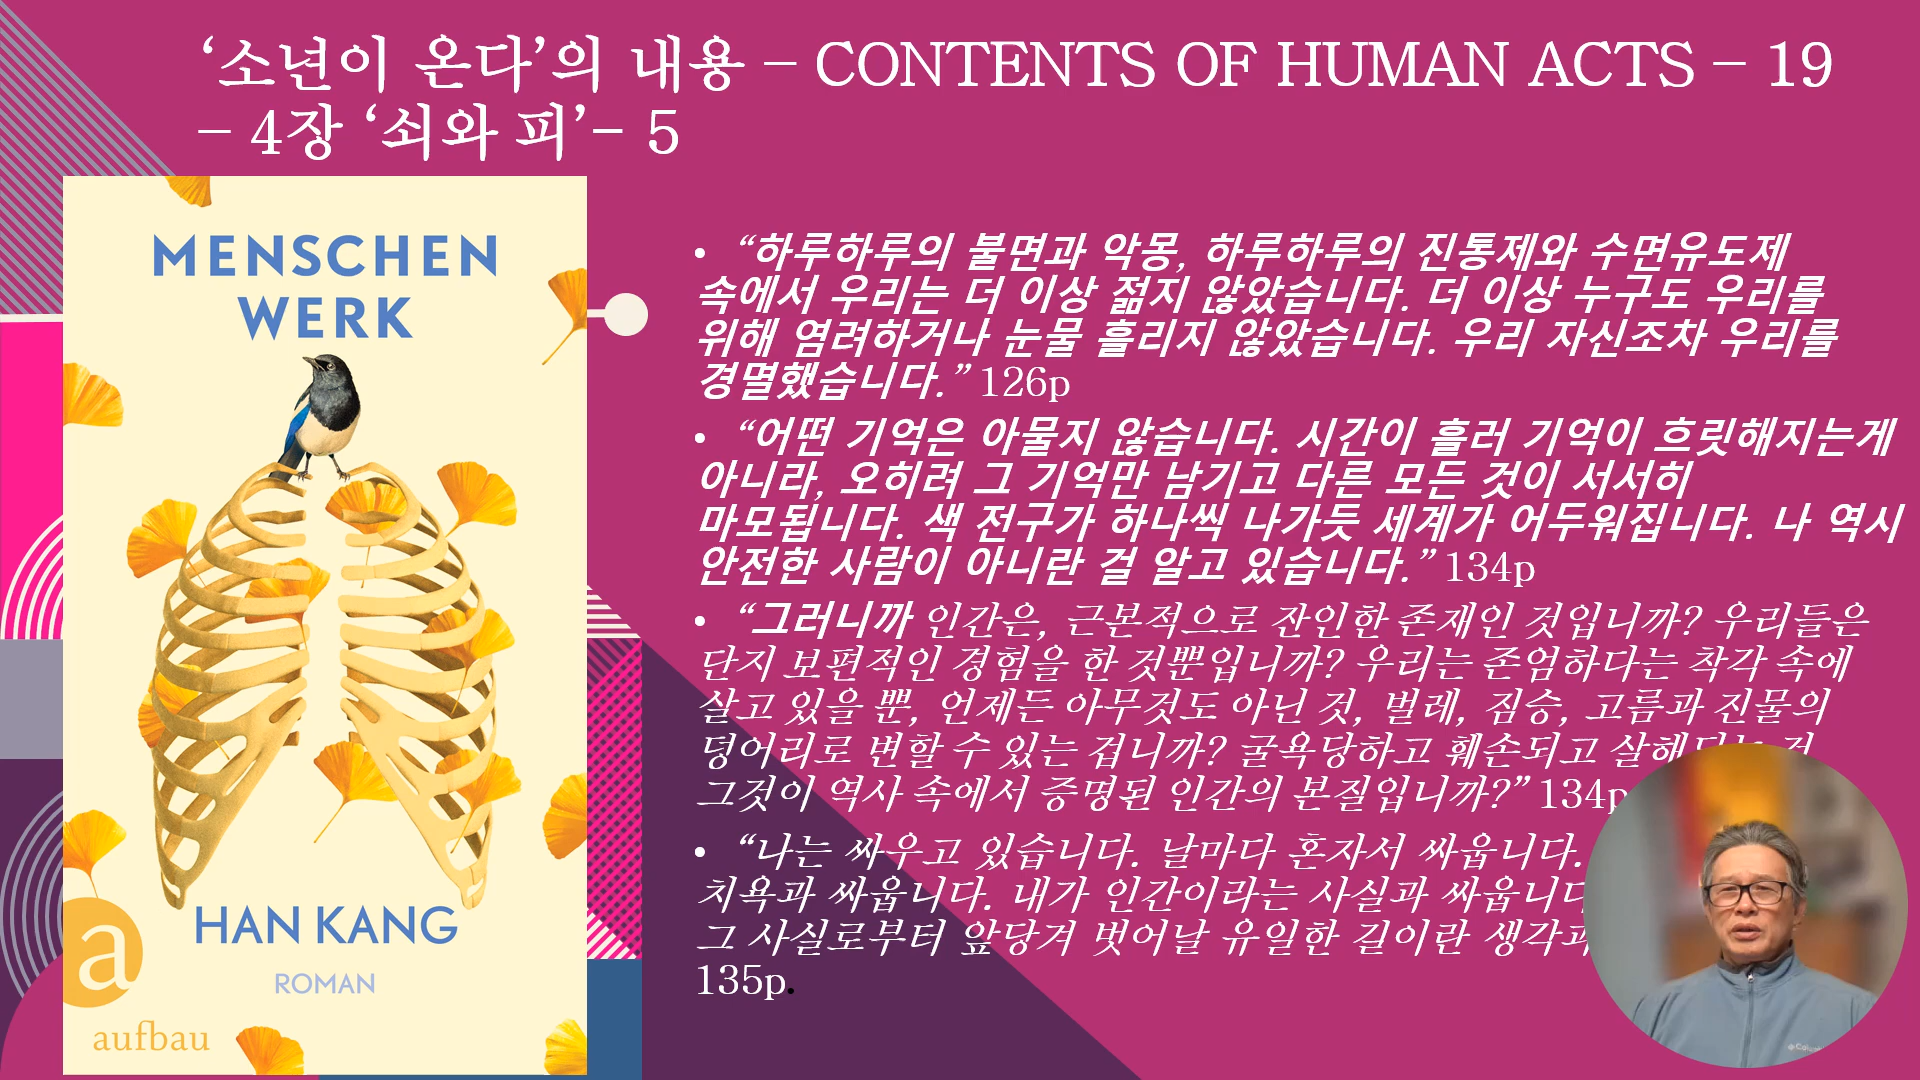 ‘소년이 온다’의 내용 – CONTENTS OF HUMAN ACTS – 19
– 4장 ‘쇠와 피’– 5
MENSCHEN
WERK
HAN KANG
ROMAN
a
aufbau
• “하루하루의 불면과 악몽, 하루하루의 진통제와 수면유도제
속에서 우리는 더 이상 젊지 않았습니다. 더 이상 누구도 우리를
위해 염려하거나 눈물 흘리지 않았습니다. 우리 자신조차 우리를
경멸했습니다.” 126p
• “어떤 기억은 아물지 않습니다. 시간이 흘러 기억이 흐릿해지는게
아니라, 오히려 그 기억만 남기고 다른 모든 것이 서서히
마모됩니다. 색 전구가 하나씩 나가듯 세계가 어두워집니다. 나 역시
안전한 사람이 아니란 걸 알고 있습니다.” 134p
• “그러니까 인간은, 근본적으로 잔인한 존재인 것입니까? 우리들은
단지 보편적인 경험을 한 것뿐입니까? 우리는 존엄하다는 착각 속에
살고 있을 뿐, 언제든 아무것도 아닌 것, 벌레, 짐승, 고름과 진물의
덩어리로 변할 수 있는 겁니까? 굴욕당하고 훼손되고
그것이 역사 속에서 증명된 인간의 본질입니까?” 134p
• “나는 싸우고 있습니다. 날마다 혼자서 싸웁니다.
치욕과 싸웁니다. 내가 인간이라는 사실과
그 사실로부터 앞당겨 벗어날 유일한 길이란
135p.